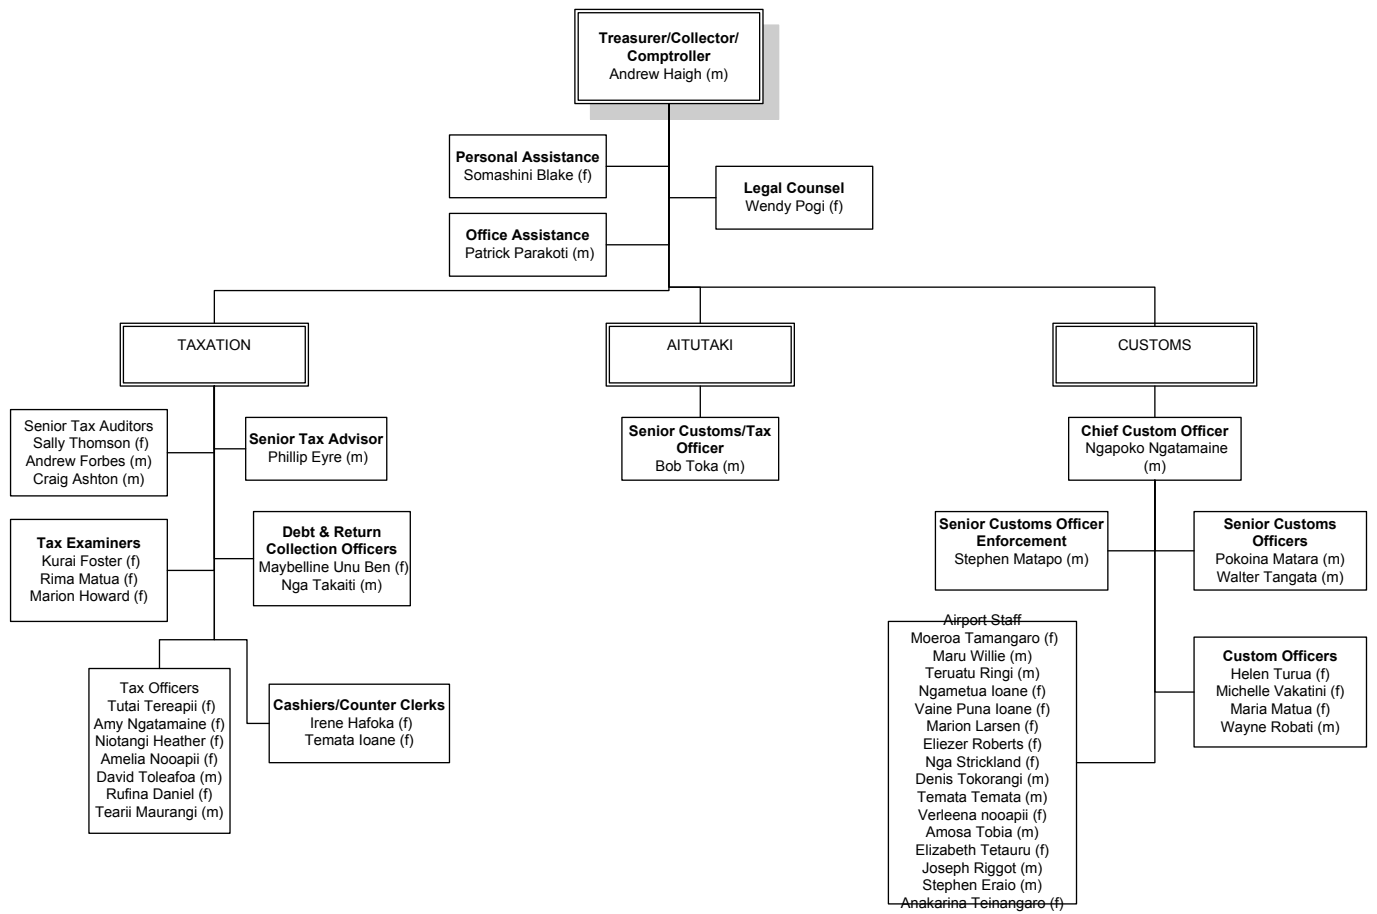 Treasurer/Collector/
Comptroller
Andrew Haigh (m)
Personal Assistance
Somashini Blake (f)
Legal Counsel
Wendy Pogi (f)
Office Assistance
Patrick Parakoti (m)
TAXATION
AITUTAKI
CUSTOMS
Senior Tax Auditors
Sally Thomson (f)
Andrew Forbes (m)
Craig Ashton (m)
Senior Tax Advisor
Phillip Eyre (m)
Senior Customs/Tax
Officer
Bob Toka (m)
Chief Custom Officer
Ngapoko Ngatamaine
(m)
Tax Examiners
Kurai Foster (f)
Rima Matua (f)
Marion Howard (f)
Debt & Return
Collection Officers
Maybelline Unu Ben (f)
Nga Takaiti (m)
Senior Customs Officer
Enforcement
Stephen Matapo (m)
Senior Customs
Officers
Pokoina Matara (m)
Walter Tangata (m)
Tax Officers
Tutai Tereapii (f)
Amy Ngatamaine (f)
Niotangi Heather (f)
Amelia Nooapii (f)
David Toleafoa (m)
Rufina Daniel (f)
Tearii Maurangi (m)
Cashiers/Counter Clerks
Irene Hafoka (f)
Temata Ioane (f)
Airport Staff
Moeroa Tamangaro (f)
Maru Willie (m)
Teruatu Ringi (m)
Ngametua Ioane (f)
Vaine Puna Ioane (f)
Marion Larsen (f)
Eliezer Roberts (f)
Nga Strickland (f)
Denis Tokorangi (m)
Temata Temata (m)
Verleena nooapii (f)
Amosa Tobia (m)
Elizabeth Tetauru (f)
Joseph Riggot (m)
Stephen Eraio (m)
Anakarina Teinangaro (f)
Custom Officers
Helen Turua (f)
Michelle Vakatini (f)
Maria Matua (f)
Wayne Robati (m)